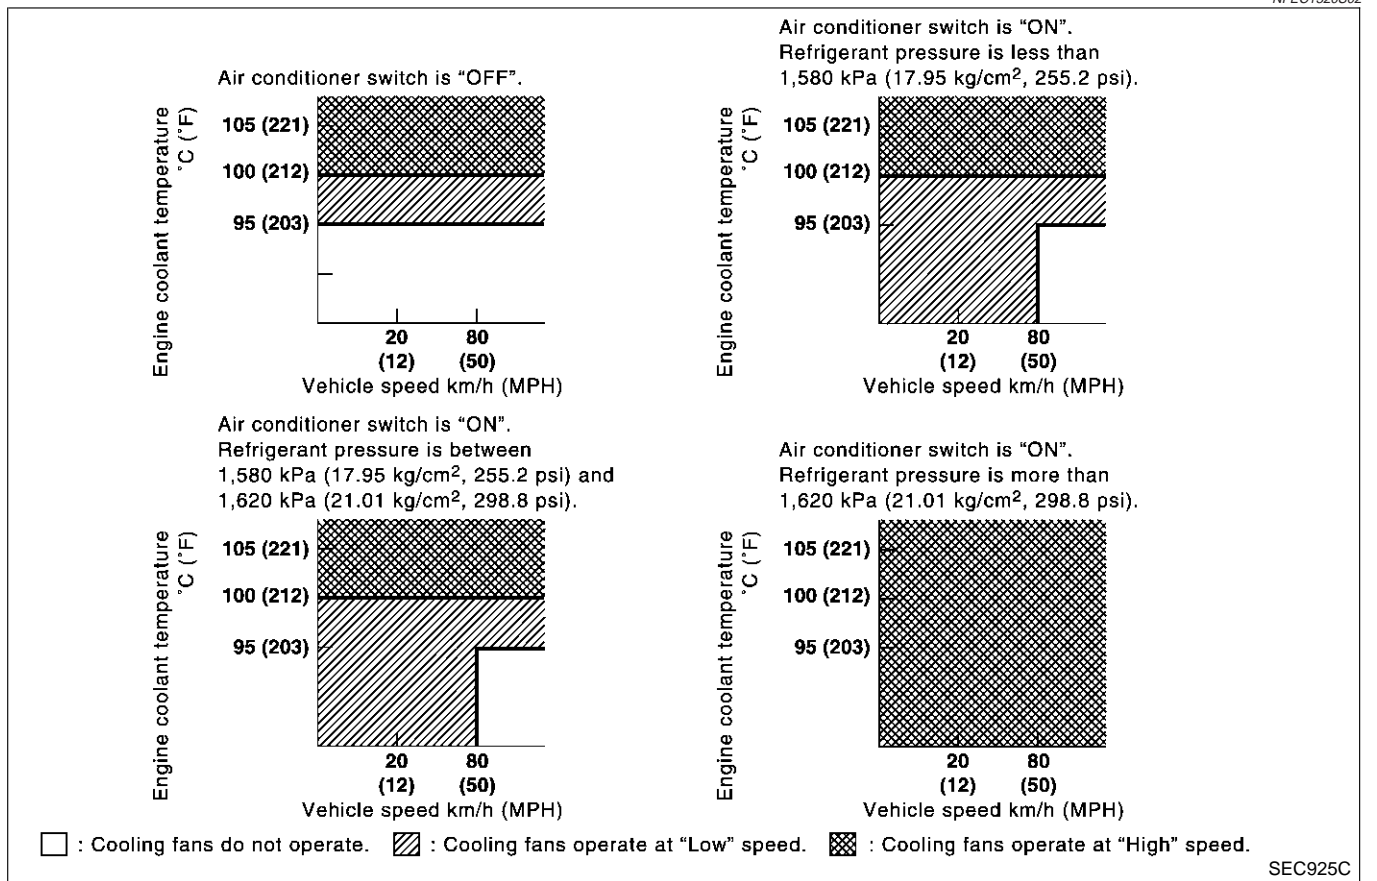 Air conditioner switch is “OFF”.
Engine coolant temperature
˚C (˚F)
105 (221)
100 (212)
95 (203)
20
80
(12)
(50)
Vehicle speed km/h (MPH)
Air conditioner switch is “ON”.
Refrigerant pressure is less than
1,580 kPa (17.95 kg/cm², 255.2 psi).
Engine coolant temperature
˚C (˚F)
105 (221)
100 (212)
95 (203)
20
80
(12)
(50)
Vehicle speed km/h (MPH)
Air conditioner switch is “ON”.
Refrigerant pressure is between
1,580 kPa (17.95 kg/cm², 255.2 psi) and
1,620 kPa (21.01 kg/cm², 298.8 psi).
Engine coolant temperature
˚C (˚F)
105 (221)
100 (212)
95 (203)
20
80
(12)
(50)
Vehicle speed km/h (MPH)
Air conditioner switch is “ON”.
Refrigerant pressure is more than
1,620 kPa (21.01 kg/cm², 298.8 psi).
Engine coolant temperature
˚C (˚F)
105 (221)
100 (212)
95 (203)
20
80
(12)
(50)
Vehicle speed km/h (MPH)
: Cooling fans do not operate.
: Cooling fans operate at “Low” speed.
: Cooling fans operate at “High” speed.
SEC925C